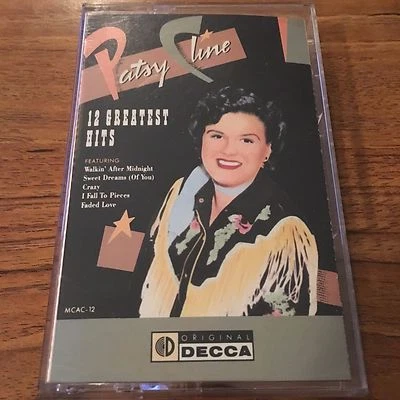 Patsy Cline
12 GREATEST
HITS
FEATURING
Walkin' After Midnight
Sweet Dreams (Of You)
Crazy
I Fall To Pieces
Faded Love
MCAC-12
ORIGINAL
DECCA